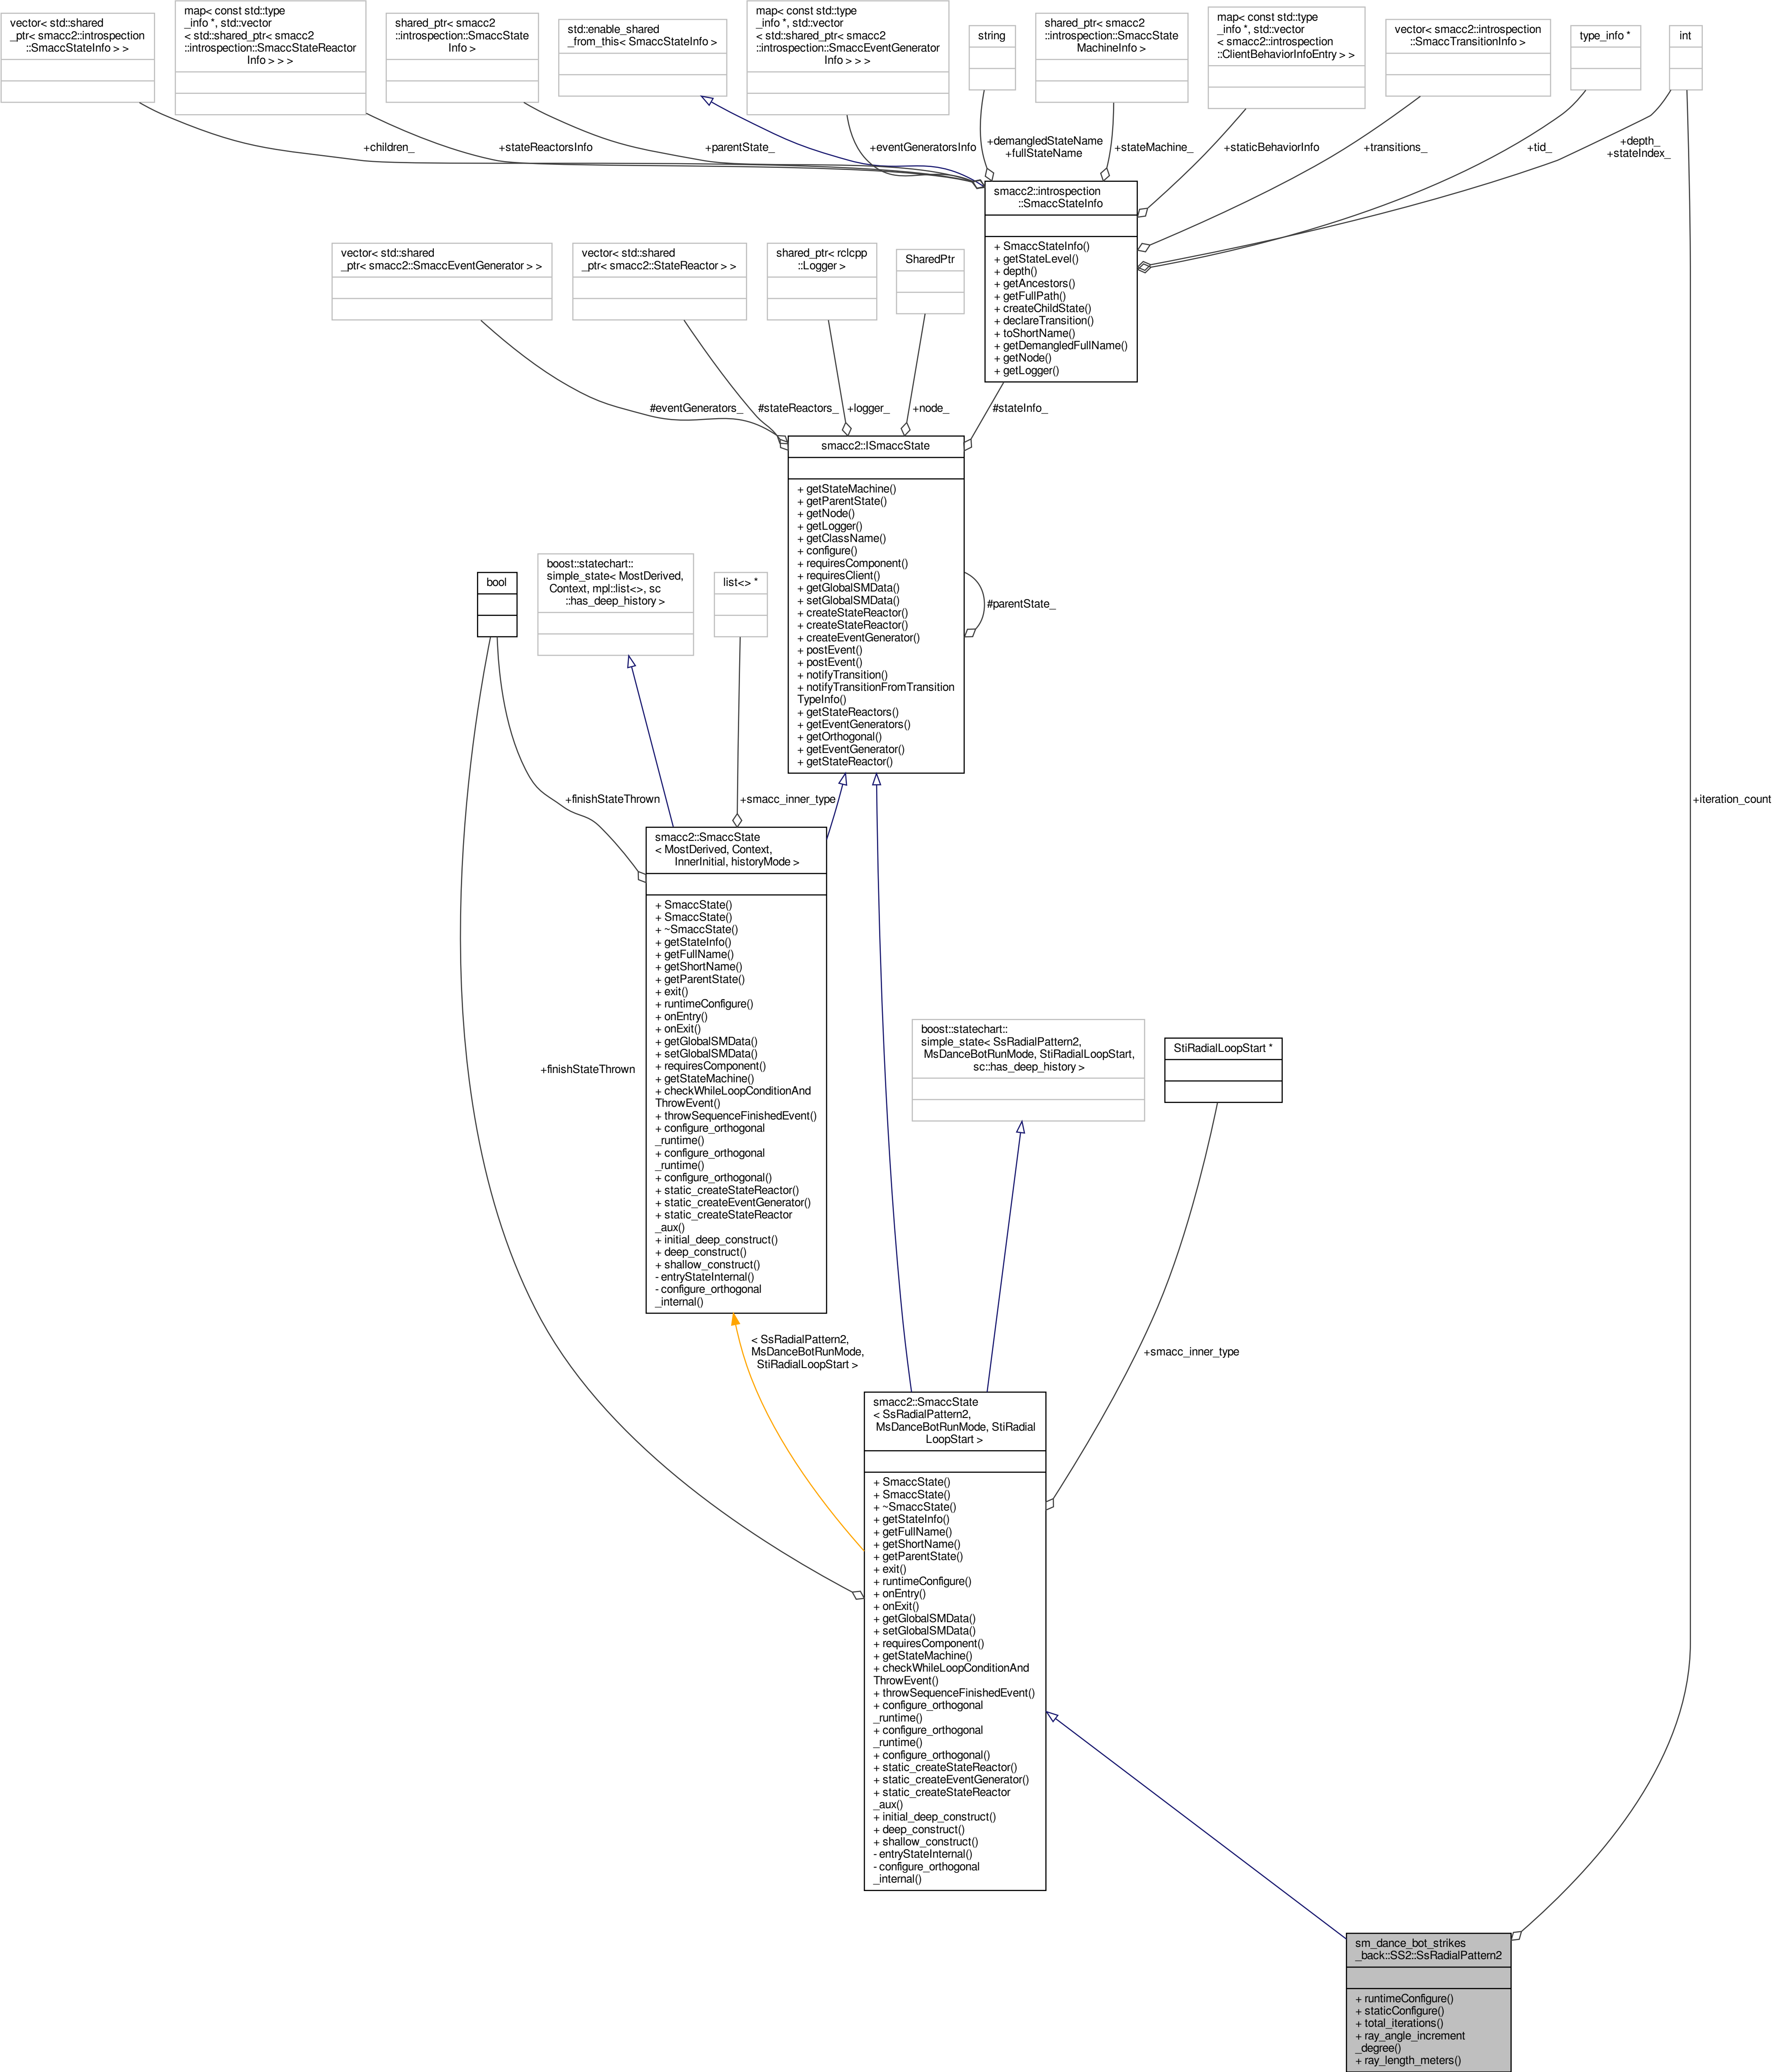 vector< std::shared
_ptr< smacc2::introspection
::SmaccStateInfo > >
map< const std::type
_info *, std::vector
< std::shared_ptr< smacc2
::introspection::SmaccStateReactor
Info > > >
shared_ptr< smacc2
::introspection::SmaccState
Info >
std::enable_shared
_from_this< SmaccStateInfo >
map< const std::type
_info *, std::vector
< std::shared_ptr< smacc2
::introspection::SmaccEventGenerator
Info > > >
string
shared_ptr< smacc2
::introspection::SmaccState
MachineInfo >
map< const std::type
_info *, std::vector
< smacc2::introspection
::ClientBehaviorInfoEntry > >
vector< smacc2::introspection
::SmaccTransitionInfo >
type_info *
int
+children_
+stateReactorsInfo
+parentState_
+eventGeneratorsInfo
+demangledStateName
+fullStateName
+stateMachine_
+staticBehaviorInfo
+transitions_
+tid_
+depth_
+stateIndex_
smacc2::introspection
::SmaccStateInfo
+ SmaccStateInfo()
+ getStateLevel()
+ depth()
+ getAncestors()
+ getFullPath()
+ createChildState()
+ declareTransition()
+ toShortName()
+ getDemangledFullName()
+ getNode()
+ getLogger()
vector< std::shared
_ptr< smacc2::SmaccEventGenerator > >
vector< std::shared
_ptr< smacc2::StateReactor > >
shared_ptr< rclcpp
::Logger >
SharedPtr
#eventGenerators_
#stateReactors_
+logger_
+node_
#stateInfo_
smacc2::ISmaccState
+ getStateMachine()
+ getParentState()
+ getNode()
+ getLogger()
+ getClassName()
+ configure()
+ requiresComponent()
+ requiresClient()
+ getGlobalSMData()
+ setGlobalSMData()
+ createStateReactor()
+ createStateReactor()
+ createEventGenerator()
+ postEvent()
+ postEvent()
+ notifyTransition()
+ notifyTransitionFromTransition
TypeInfo()
+ getStateReactors()
+ getEventGenerators()
+ getOrthogonal()
+ getEventGenerator()
+ getStateReactor()
#parentState_
bool
boost::statechart::
simple_state< MostDerived,
Context, mpl::list<>, sc
::has_deep_history >
list<> *
+finishStateThrown
+smacc_inner_type
+iteration_count
smacc2::SmaccState
< MostDerived, Context,
InnerInitial, historyMode >
+ SmaccState()
+ SmaccState()
+ ~SmaccState()
+ getStateInfo()
+ getFullName()
+ getShortName()
+ getParentState()
+ exit()
+ runtimeConfigure()
+ onEntry()
+ onExit()
+ getGlobalSMData()
+ setGlobalSMData()
+ requiresComponent()
+ getStateMachine()
+ checkWhileLoopConditionAnd
ThrowEvent()
+ throwSequenceFinishedEvent()
+ configure_orthogonal
_runtime()
+ configure_orthogonal
_runtime()
+ configure_orthogonal()
+ static_createStateReactor()
+ static_createEventGenerator()
+ static_createStateReactor
_aux()
+ initial_deep_construct()
+ deep_construct()
+ shallow_construct()
- entryStateInternal()
- configure_orthogonal
_internal()
+finishStateThrown
boost::statechart::
simple_state< SsRadialPattern2,
MsDanceBotRunMode, StiRadialLoopStart,
sc::has_deep_history >
StiRadialLoopStart *
< SsRadialPattern2,
MsDanceBotRunMode,
StiRadialLoopStart >
+smacc_inner_type
smacc2::SmaccState
< SsRadialPattern2,
MsDanceBotRunMode, StiRadial
LoopStart >
+ SmaccState()
+ SmaccState()
+ ~SmaccState()
+ getStateInfo()
+ getFullName()
+ getShortName()
+ getParentState()
+ exit()
+ runtimeConfigure()
+ onEntry()
+ onExit()
+ getGlobalSMData()
+ setGlobalSMData()
+ requiresComponent()
+ getStateMachine()
+ checkWhileLoopConditionAnd
ThrowEvent()
+ throwSequenceFinishedEvent()
+ configure_orthogonal
_runtime()
+ configure_orthogonal
_runtime()
+ configure_orthogonal()
+ static_createStateReactor()
+ static_createEventGenerator()
+ static_createStateReactor
_aux()
+ initial_deep_construct()
+ deep_construct()
+ shallow_construct()
- entryStateInternal()
- configure_orthogonal
_internal()
sm_dance_bot_strikes
_back::SS2::SsRadialPattern2
+ runtimeConfigure()
+ staticConfigure()
+ total_iterations()
+ ray_angle_increment
_degree()
+ ray_length_meters()